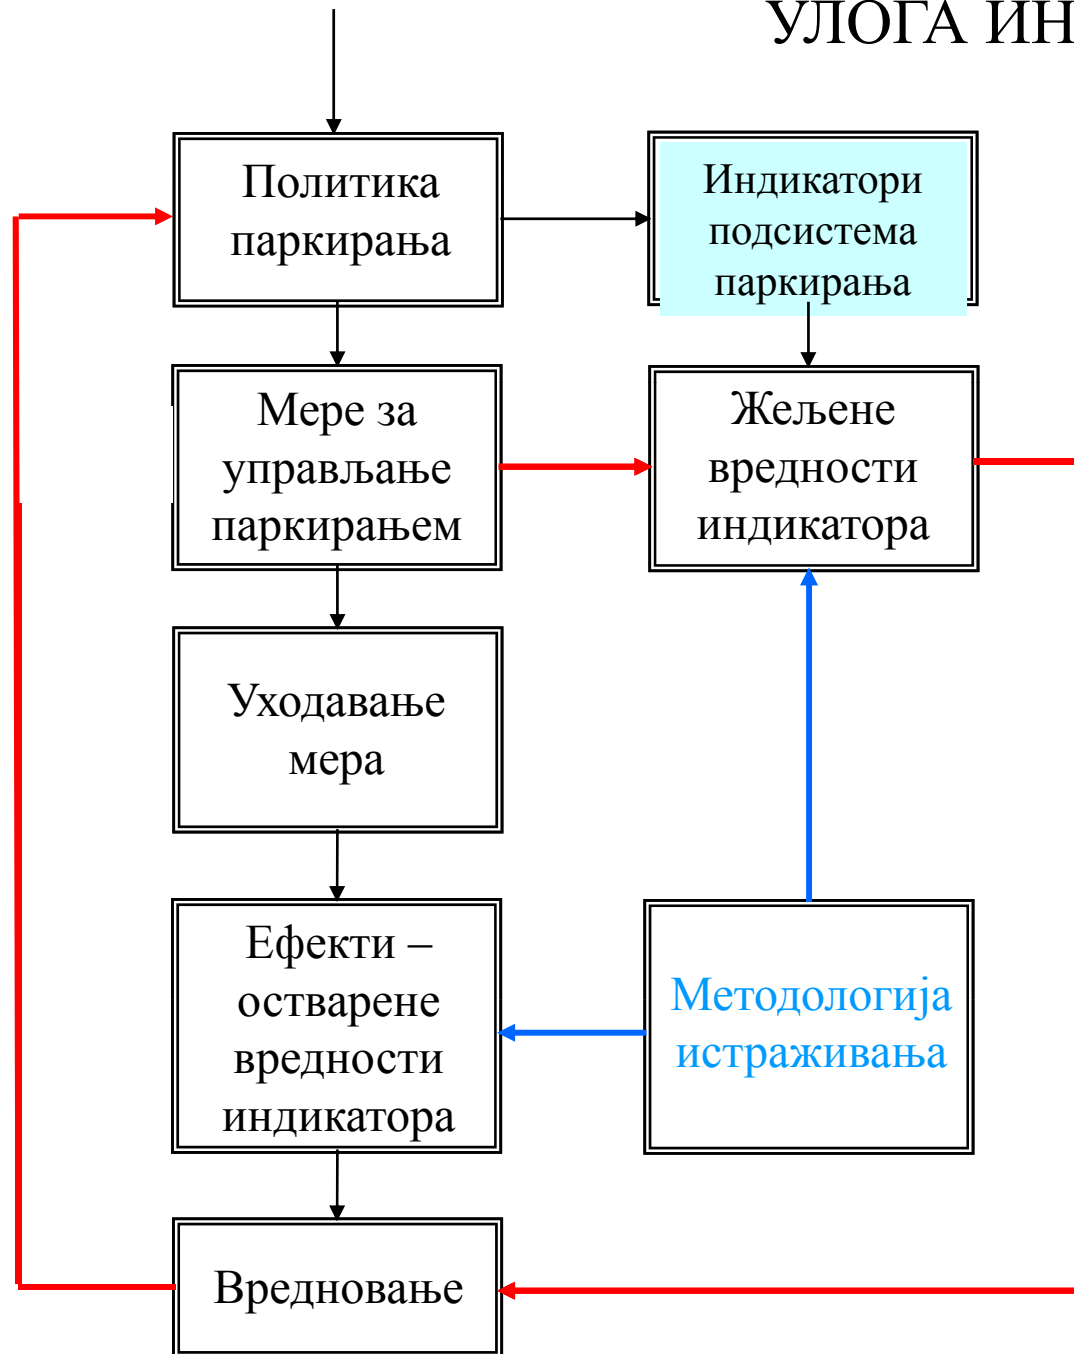 УЛОГА ИН
Политика
паркирања
Индикатори
подсистема
паркирања
Мере за
управљање
паркирањем
Жељене
вредности
индикатора
Уходавање
мера
Ефекти –
остварене
вредности
индикатора
Методологија
истраживања
Вредновање